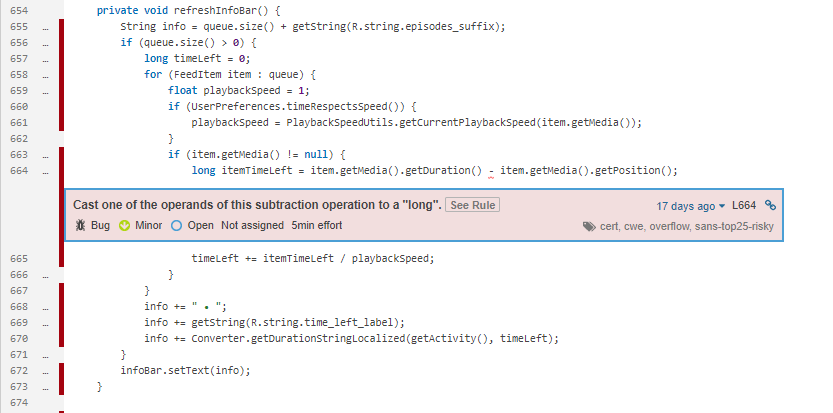 654 private void refreshInfoBar() {
655 … String info = queue.size() + getString(R.string.episodes_suffix);
656 … if (queue.size() > 0) {
657 … long timeLeft = 0;
658 … for (FeedItem item : queue) {
659 … float playbackSpeed = 1;
660 if (UserPreferences.timeRespectsSpeed()) {
661 playbackSpeed = PlaybackSpeedUtils.getCurrentPlaybackSpeed(item.getMedia());
662 }
663 … if (item.getMedia() != null) {
664 … long itemTimeLeft = item.getMedia().getDuration() - item.getMedia().getPosition();
Cast one of the operands of this subtraction operation to a "long". See Rule 17 days ago L664
Bug Minor Open Not assigned 5min effort cert, cwe, overflow, sans-top25-risky
665 timeLeft += itemTimeLeft / playbackSpeed;
666 … }
667 }
668 … info += " • ";
669 … info += getString(R.string.time_left_label);
670 … info += Converter.getDurationStringLocalized(getActivity(), timeLeft);
671 … }
672 … infoBar.setText(info);
673 … }
674